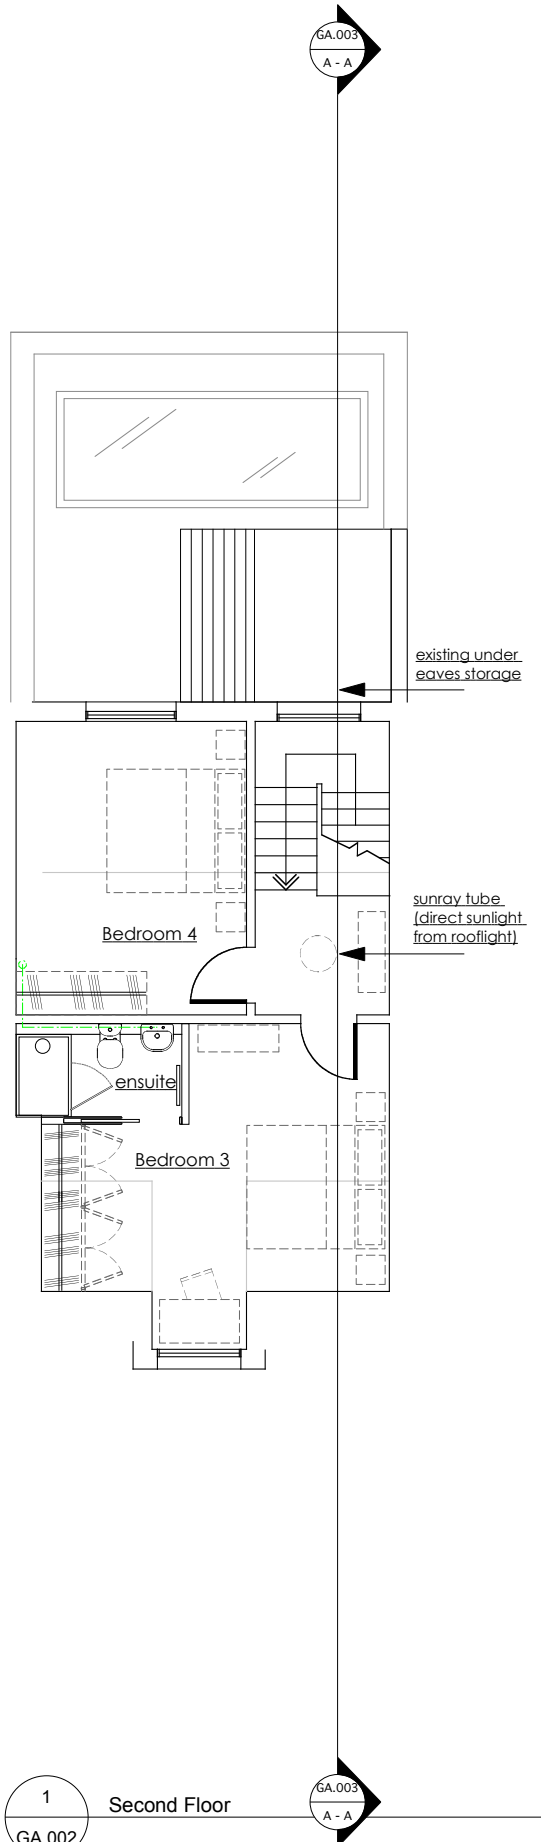 GA.003
A - A
existing under
eaves storage
sunray tube
(direct sunlight
from rooflight)
Bedroom 4
ensuite
Bedroom 3
1
Second Floor
GA.002
GA.003
A - A